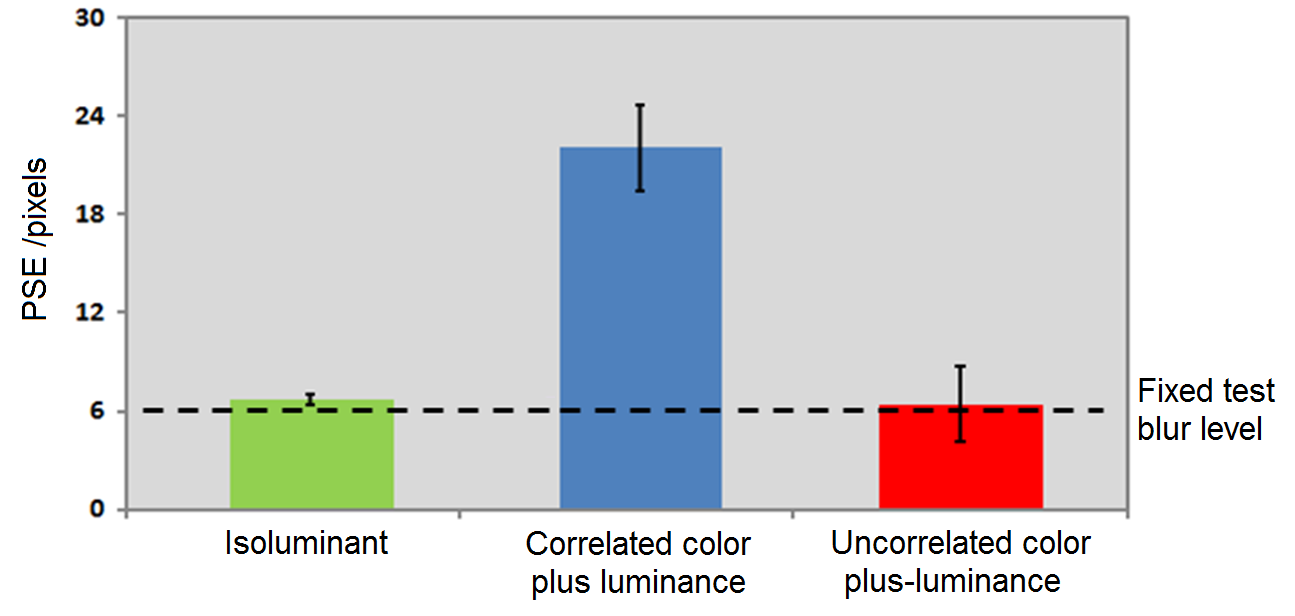 30
24
18
12
6
0
PSE /pixels
Fixed test
blur level
Isoluminant
Correlated color
plus luminance
Uncorrelated color
plus-luminance